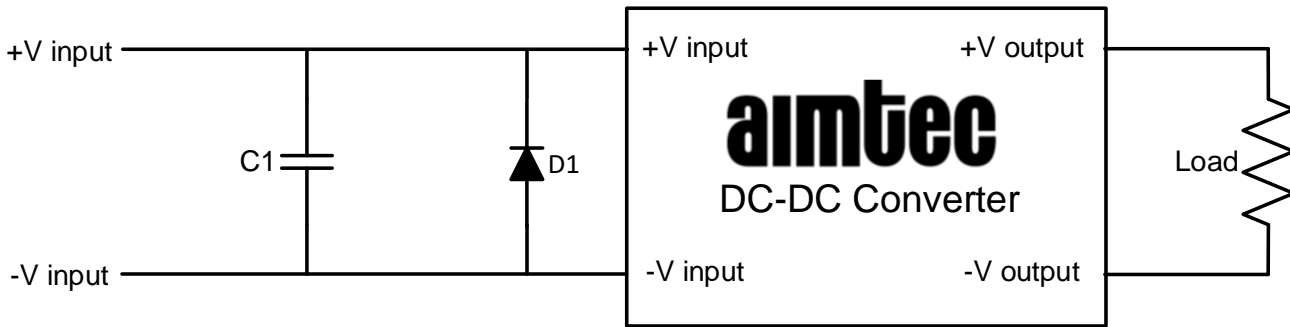 +V input
+V input
+V output
aimtec
C1
D1
Load
DC-DC Converter
-V input
-V input
-V output